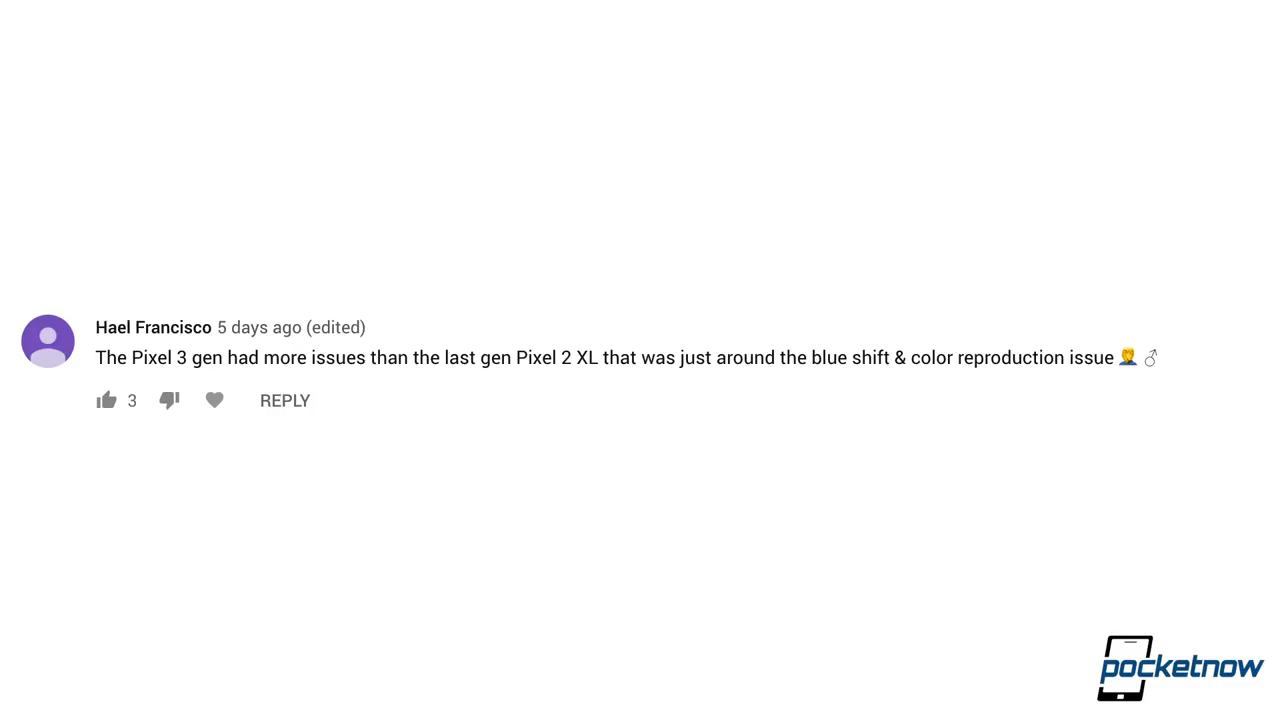 Hael Francisco 5 days ago (edited)
The Pixel 3 gen had more issues than the last gen Pixel 2 XL that was just around the blue shift & color reproduction issue 🤦‍♂
3 REPLY
pocketnow